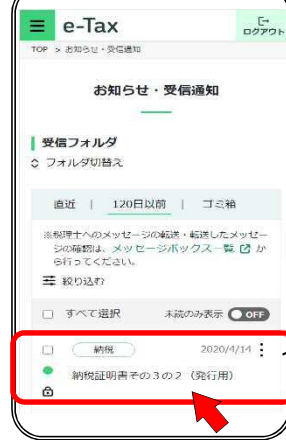 e-Tax
ログアウト
TOP > お知らせ・受信通知
お知らせ・受信通知
受信フォルダ
フォルダ切替え
直近 | 120日以前 | ゴミ箱
※税理士へのメッセージの転送・転送したメッセー
ジの確認は、メッセージボックス一覧 か
ら行ってください。
絞り込む
すべて選択 未読のみ表示 OFF
納税 2020/4/14
納税証明書その3の2（発行用）